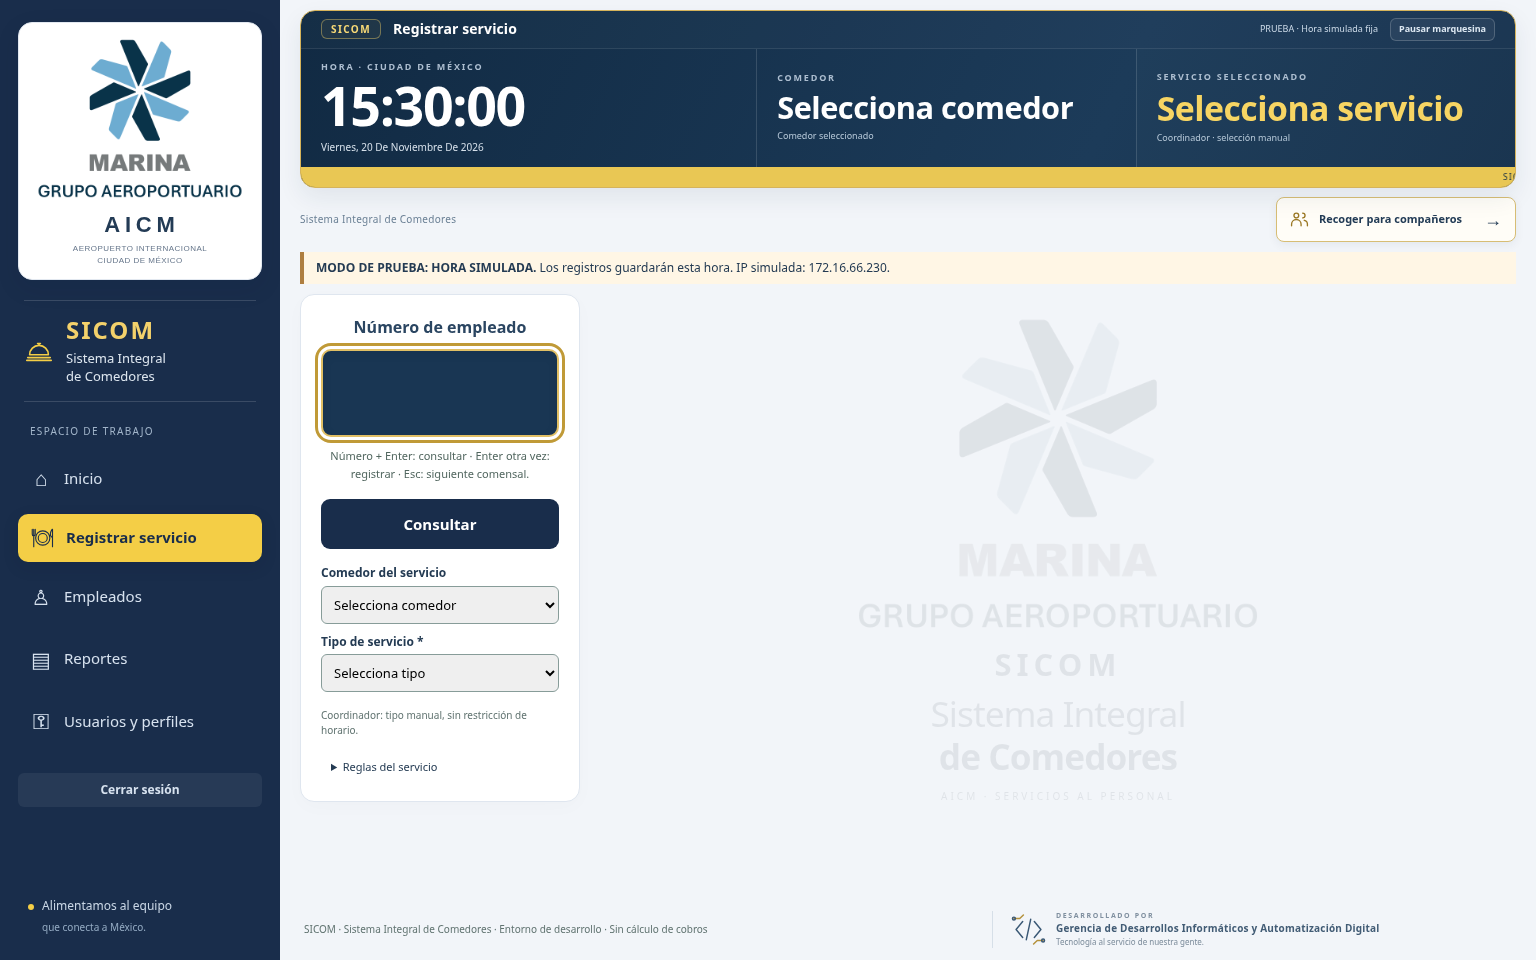 MARINA
GRUPO AEROPORTUARIO
AICM
AEROPUERTO INTERNACIONAL
CIUDAD DE MÉXICO
SICOM
Sistema Integral
de Comedores
ESPACIO DE TRABAJO
Inicio
Registrar servicio
Empleados
Reportes
Usuarios y perfiles
Cerrar sesión
Alimentamos al equipo
que conecta a México.
SICOM Registrar servicio
PRUEBA · Hora simulada fija
Pausar marquesina
HORA · CIUDAD DE MÉXICO
15:30:00
Viernes, 20 De Noviembre De 2026
COMEDOR
Selecciona comedor
Comedor seleccionado
SERVICIO SELECCIONADO
Selecciona servicio
Coordinador · selección manual
Sistema Integral de Comedores
Recoger para compañeros →
MODO DE PRUEBA: HORA SIMULADA. Los registros guardarán esta hora. IP simulada: 172.16.66.230.
Número de empleado
Número + Enter: consultar · Enter otra vez:
registrar · Esc: siguiente comensal.
Consultar
Comedor del servicio
Selecciona comedor
Tipo de servicio *
Selecciona tipo
Coordinador: tipo manual, sin restricción de
horario.
Reglas del servicio
MARINA
GRUPO AEROPORTUARIO
SICOM
Sistema Integral
de Comedores
AICM · SERVICIOS AL PERSONAL
SICOM · Sistema Integral de Comedores · Entorno de desarrollo · Sin cálculo de cobros
DESARROLLADO POR
Gerencia de Desarrollos Informáticos y Automatización Digital
Tecnología al servicio de nuestra gente.